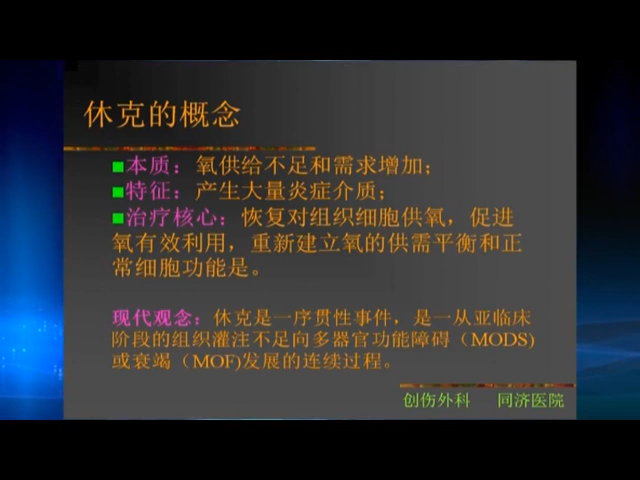 休克的概念
本质：氧供给不足和需求增加；
特征：产生大量炎症介质；
治疗核心：恢复对组织细胞供氧，促进
氧有效利用，重新建立氧的供需平衡和正
常细胞功能是。
现代观念：休克是一序贯性事件，是一从亚临床
阶段的组织灌注不足向多器官功能障碍（MODS)
或衰竭（MOF)发展的连续过程。
创伤外科 同济医院